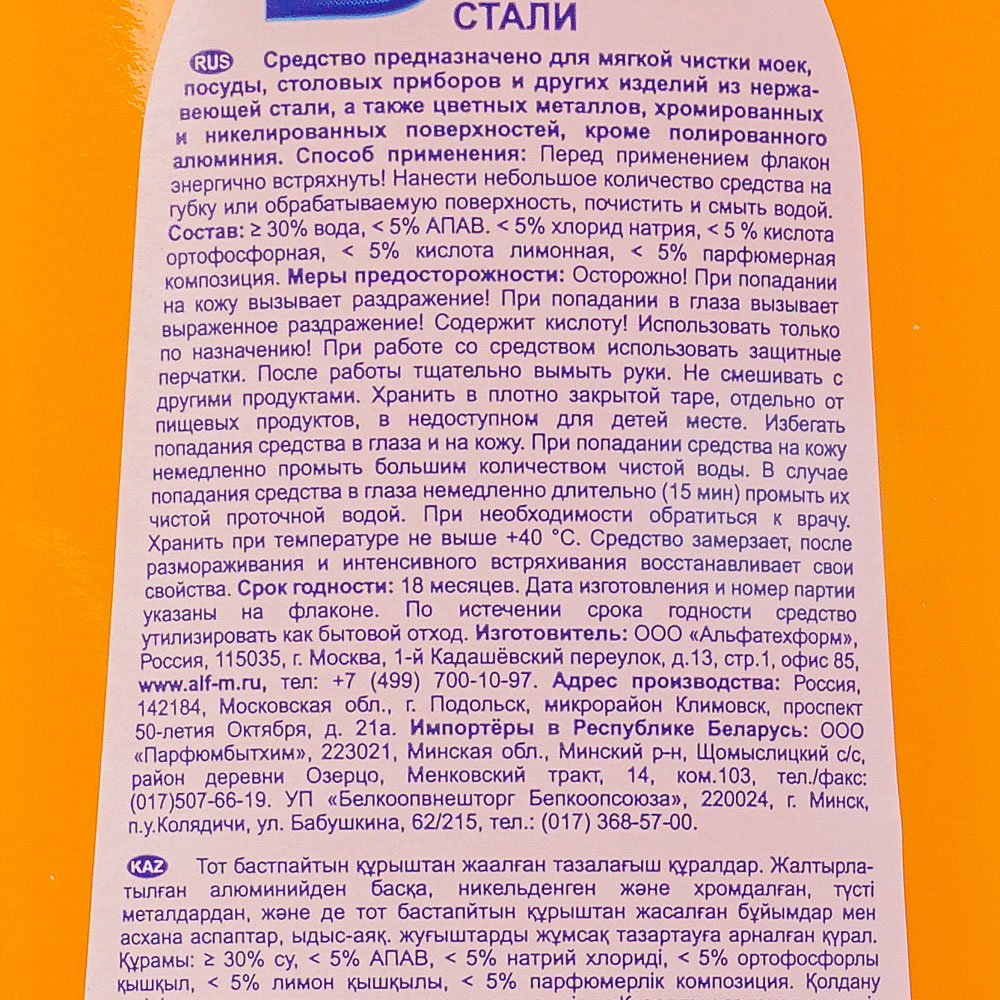 СТАЛИ
RUS Средство предназначено для мягкой чистки моек,
посуды, столовых приборов и других изделий из нержа-
веющей стали, а также цветных металлов, хромированных
и никелированных поверхностей, кроме полированного
алюминия. Способ применения: Перед применением флакон
энергично встряхнуть! Нанести небольшое количество средства на
губку или обрабатываемую поверхность, почистить и смыть водой.
Состав: ≥ 30% вода, < 5% АПАВ. < 5% хлорид натрия, < 5 % кислота
ортофосфорная, < 5% кислота лимонная, < 5% парфюмерная
композиция. Меры предосторожности: Осторожно! При попадании
на кожу вызывает раздражение! При попадании в глаза вызывает
выраженное раздражение! Содержит кислоту! Использовать только
по назначению! При работе со средством использовать защитные
перчатки. После работы тщательно вымыть руки. Не смешивать с
другими продуктами. Хранить в плотно закрытой таре, отдельно от
пищевых продуктов, в недоступном для детей месте. Избегать
попадания средства в глаза и на кожу. При попадании средства на кожу
немедленно промыть большим количеством чистой воды. В случае
попадания средства в глаза немедленно длительно (15 мин) промыть их
чистой проточной водой. При необходимости обратиться к врачу.
Хранить при температуре не выше +40 °С. Средство замерзает, после
размораживания и интенсивного встряхивания восстанавливает свои
свойства. Срок годности: 18 месяцев. Дата изготовления и номер партии
указаны на флаконе. По истечении срока годности средство
утилизировать как бытовой отход. Изготовитель: ООО «Альфатехформ»,
Россия, 115035, г. Москва, 1-й Кадашёвский переулок, д.13, стр.1, офис 85,
www.alf-m.ru, тел: +7 (499) 700-10-97. Адрес производства: Россия,
142184, Московская обл., г. Подольск, микрорайон Климовск, проспект
50-летия Октября, д. 21а. Импортёры в Республике Беларусь: ООО
«Парфюмбытхим», 223021, Минская обл., Минский р-н, Щомыслицкий с/с,
район деревни Озерцо, Менковский тракт, 14, ком.103, тел./факс:
(017)507-66-19. УП «Белкоопвнешторг Бепкоопсоюза», 220024, г. Минск,
п.у.Колядичи, ул. Бабушкина, 62/215, тел.: (017) 368-57-00.
KAZ Тот бастпайтын құрыштан жаалған тазалағыш құралдар. Жалтырла-
тылған алюминийден басқа, никельденген және хромдалған, түсті
металдардан, және де тот бастапйтын құрыштан жасалған бұйымдар мен
асхана аспаптар, ыдыс-аяқ. жуғыштарды жұмсақ тазартауға арналған құрал.
Құрамы: ≥ 30% су, < 5% АПАВ, < 5% натрий хлориді, < 5% ортофосфорлы
қышқыл, < 5% лимон қышқылы, < 5% парфюмерлік композиция. Қолдану